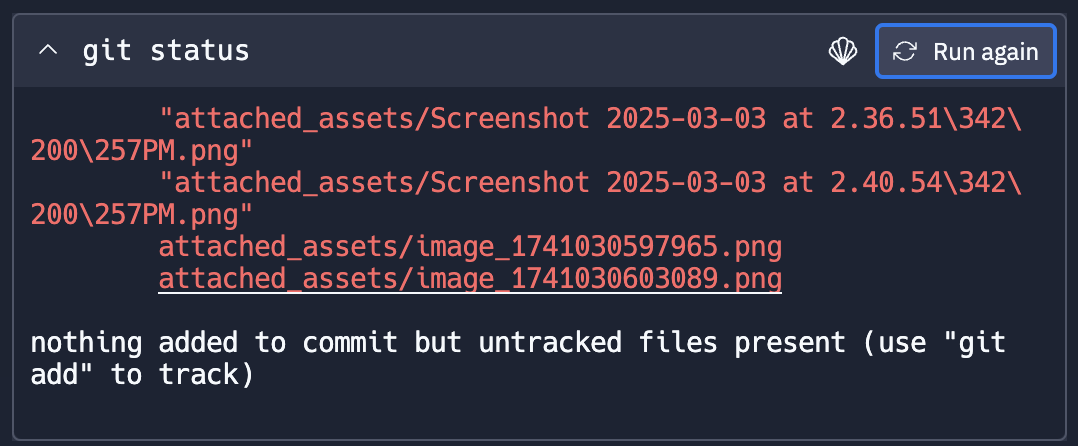 git status
Run again
"attached_assets/Screenshot 2025-03-03 at 2.36.51\342\
200\257PM.png"
"attached_assets/Screenshot 2025-03-03 at 2.40.54\342\
200\257PM.png"
attached_assets/image_1741030597965.png
attached_assets/image_1741030603089.png
nothing added to commit but untracked files present (use "git
add" to track)